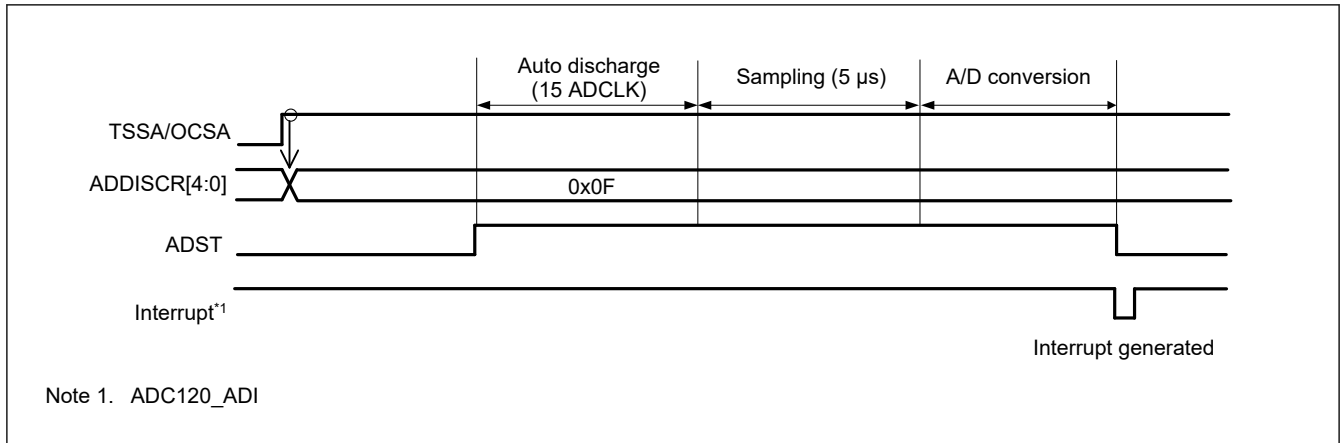 Auto discharge
(15 ADCLK)
Sampling (5 µs)
A/D conversion
TSSA/OCSA
ADDISCR[4:0]
0x0F
ADST
Interrupt*1
Interrupt generated
Note 1. ADC120_ADI